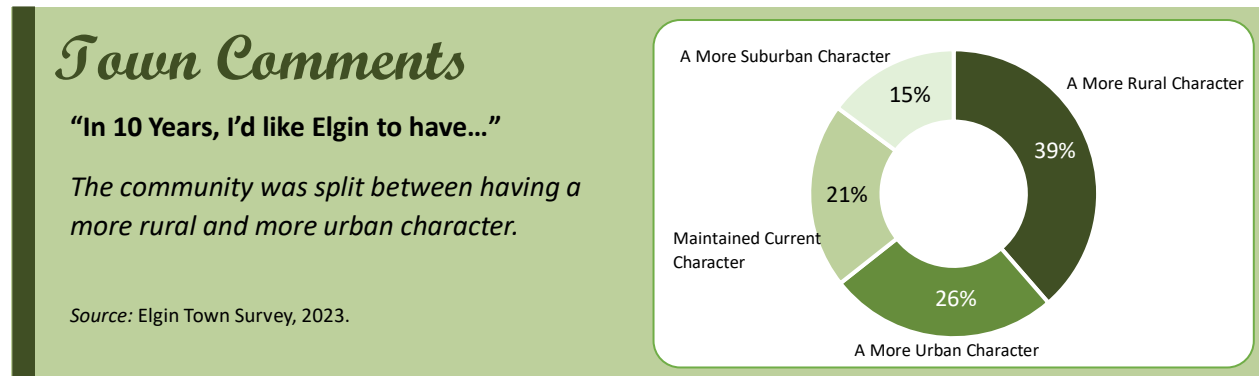 Town Comments
“In 10 Years, I’d like Elgin to have…”
The community was split between having a
more rural and more urban character.
Source: Elgin Town Survey, 2023.
A More Suburban Character
A More Rural Character
15%
39%
21%
Maintained Current
Character
26%
A More Urban Character